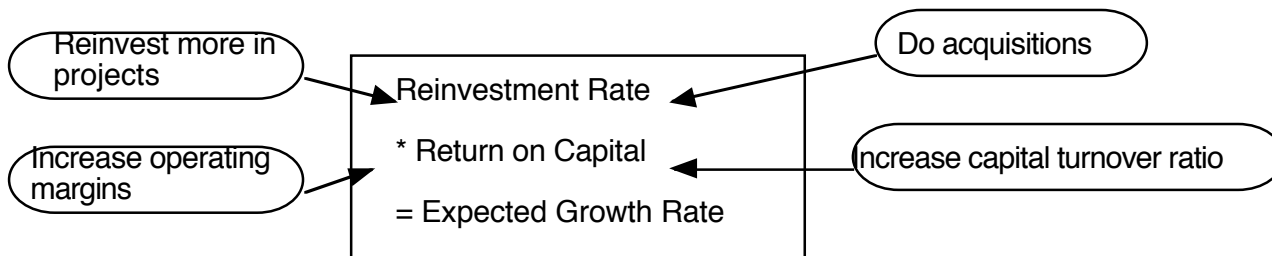 Reinvest more in
projects
Do acquisitions
Reinvestment Rate
* Return on Capital
= Expected Growth Rate
Increase operating
margins
Increase capital turnover ratio